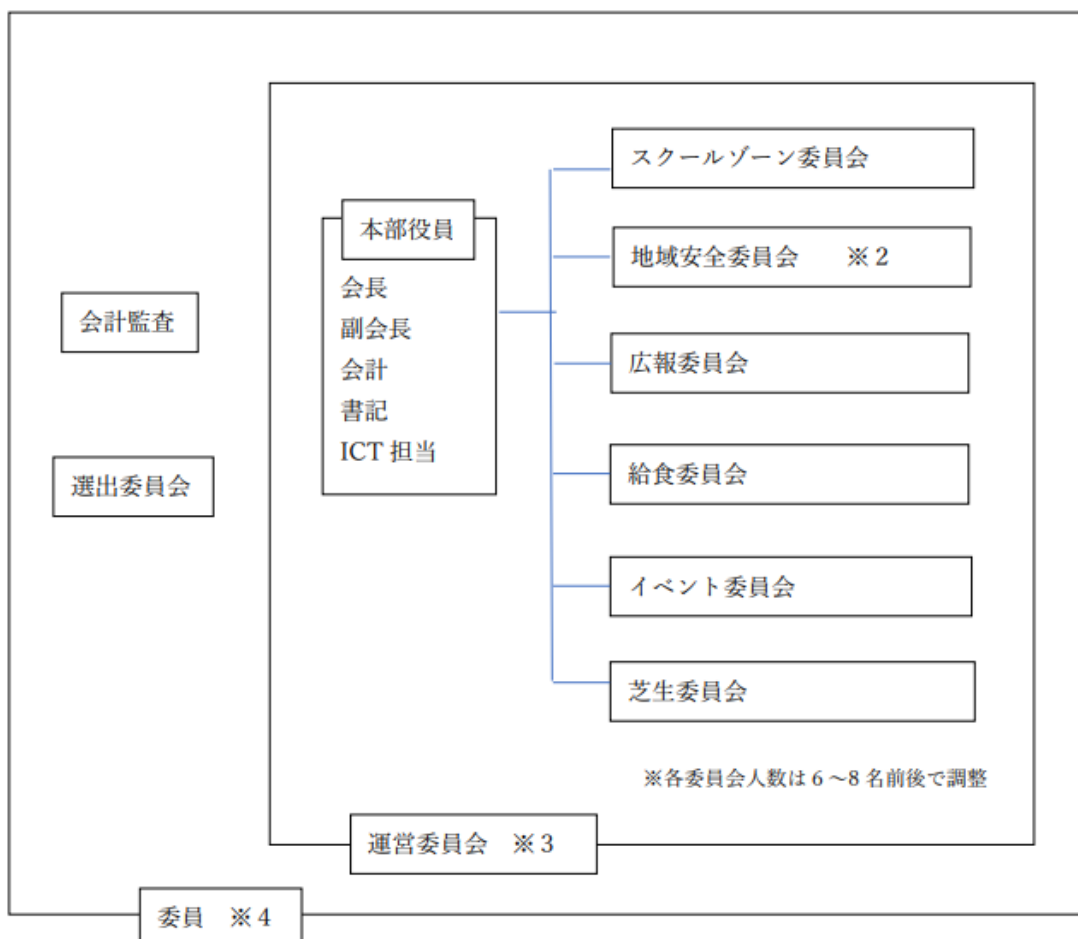 スクールゾーン委員会
本部役員
地域安全委員会　　※２
会長
副会長
会計
書記
ICT 担当
会計監査
広報委員会
選出委員会
給食委員会
イベント委員会
芝生委員会
※各委員会人数は 6～8 名前後で調整
運営委員会　※３
委員　※４